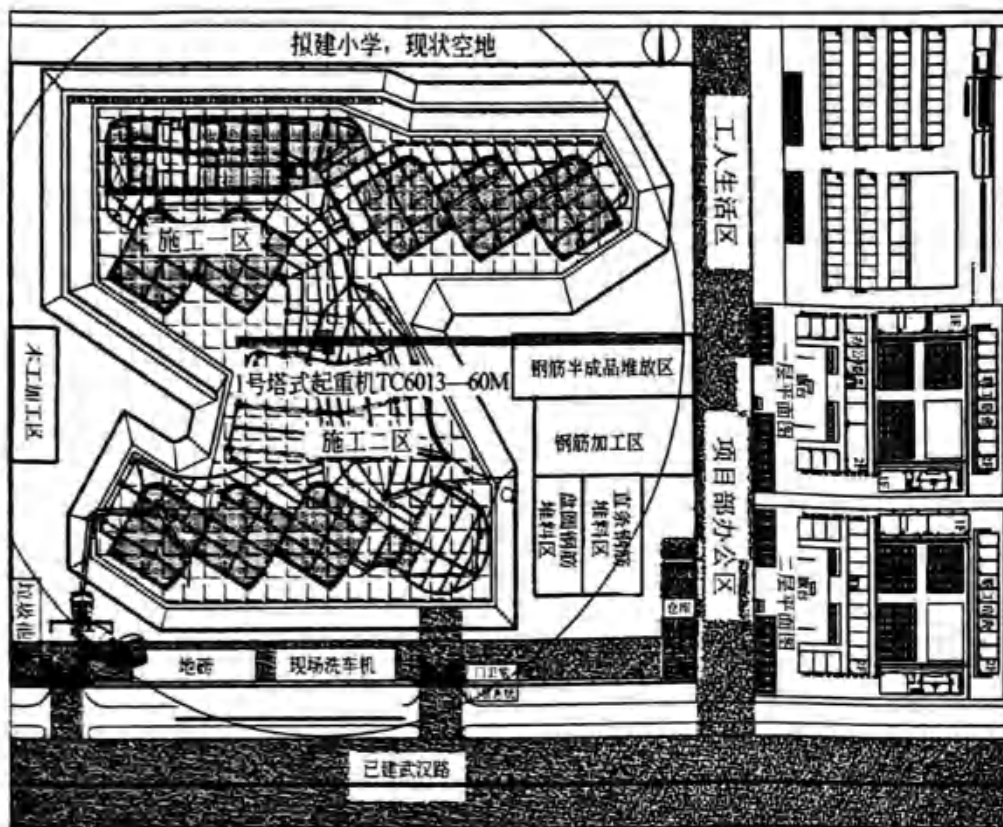 拟建小学，现状空地
工人生活区
施工一区
木工加工区
1号塔式起重机TC6013—60M
钢筋半成品堆放区
施工二区
钢筋加工区
盘圆钢筋
堆料区
直条钢筋
堆料区
项目部办公区
一层平面图
二层平面图
垃圾池
仓库
地磅
现场洗车机
门卫室
已建武汉路